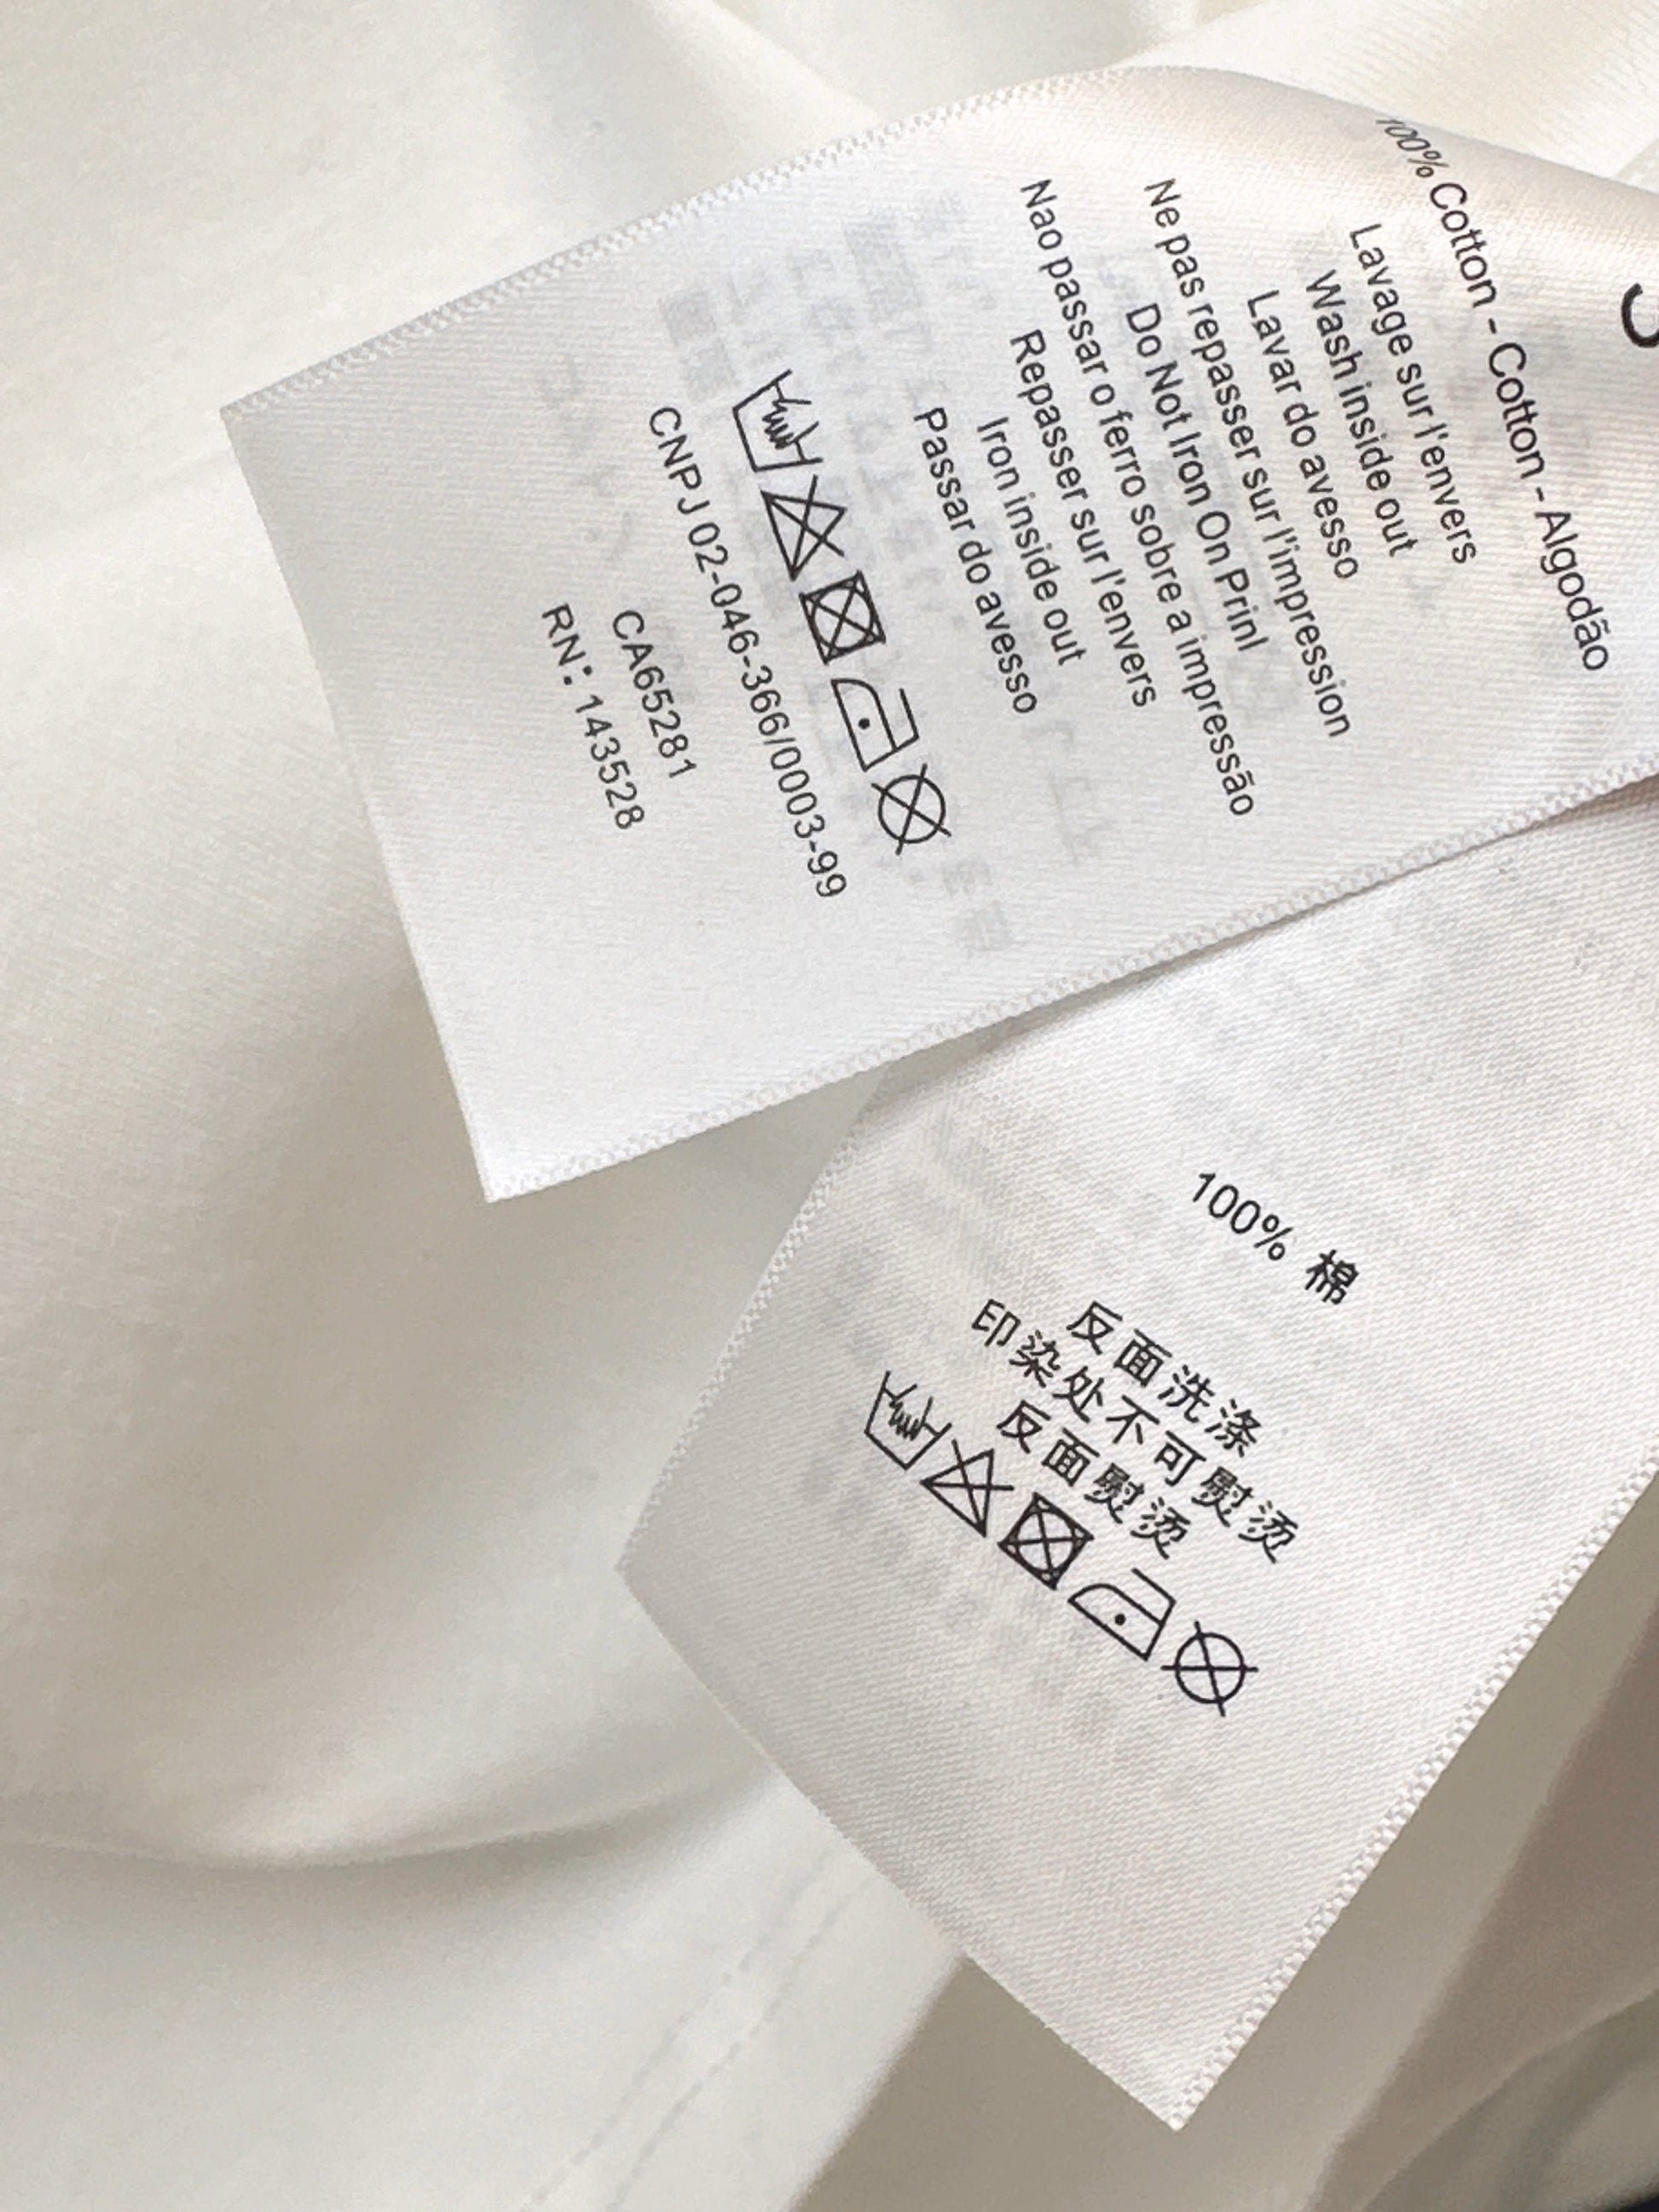 100% Cotton - Cotton - Algodão
Lavage sur l'envers
Wash inside out
Lavar do avesso
Ne pas repasser sur l'impression
Do Not Iron On Prinl
Nao passar o ferro sobre a impressão
Repasser sur l'envers
Iron inside out
Passar do avesso
CNPJ 02-046-366/0003-99
CA65281
RN: 143528
100% 棉
反面洗涤
印染处不可熨烫
反面熨烫